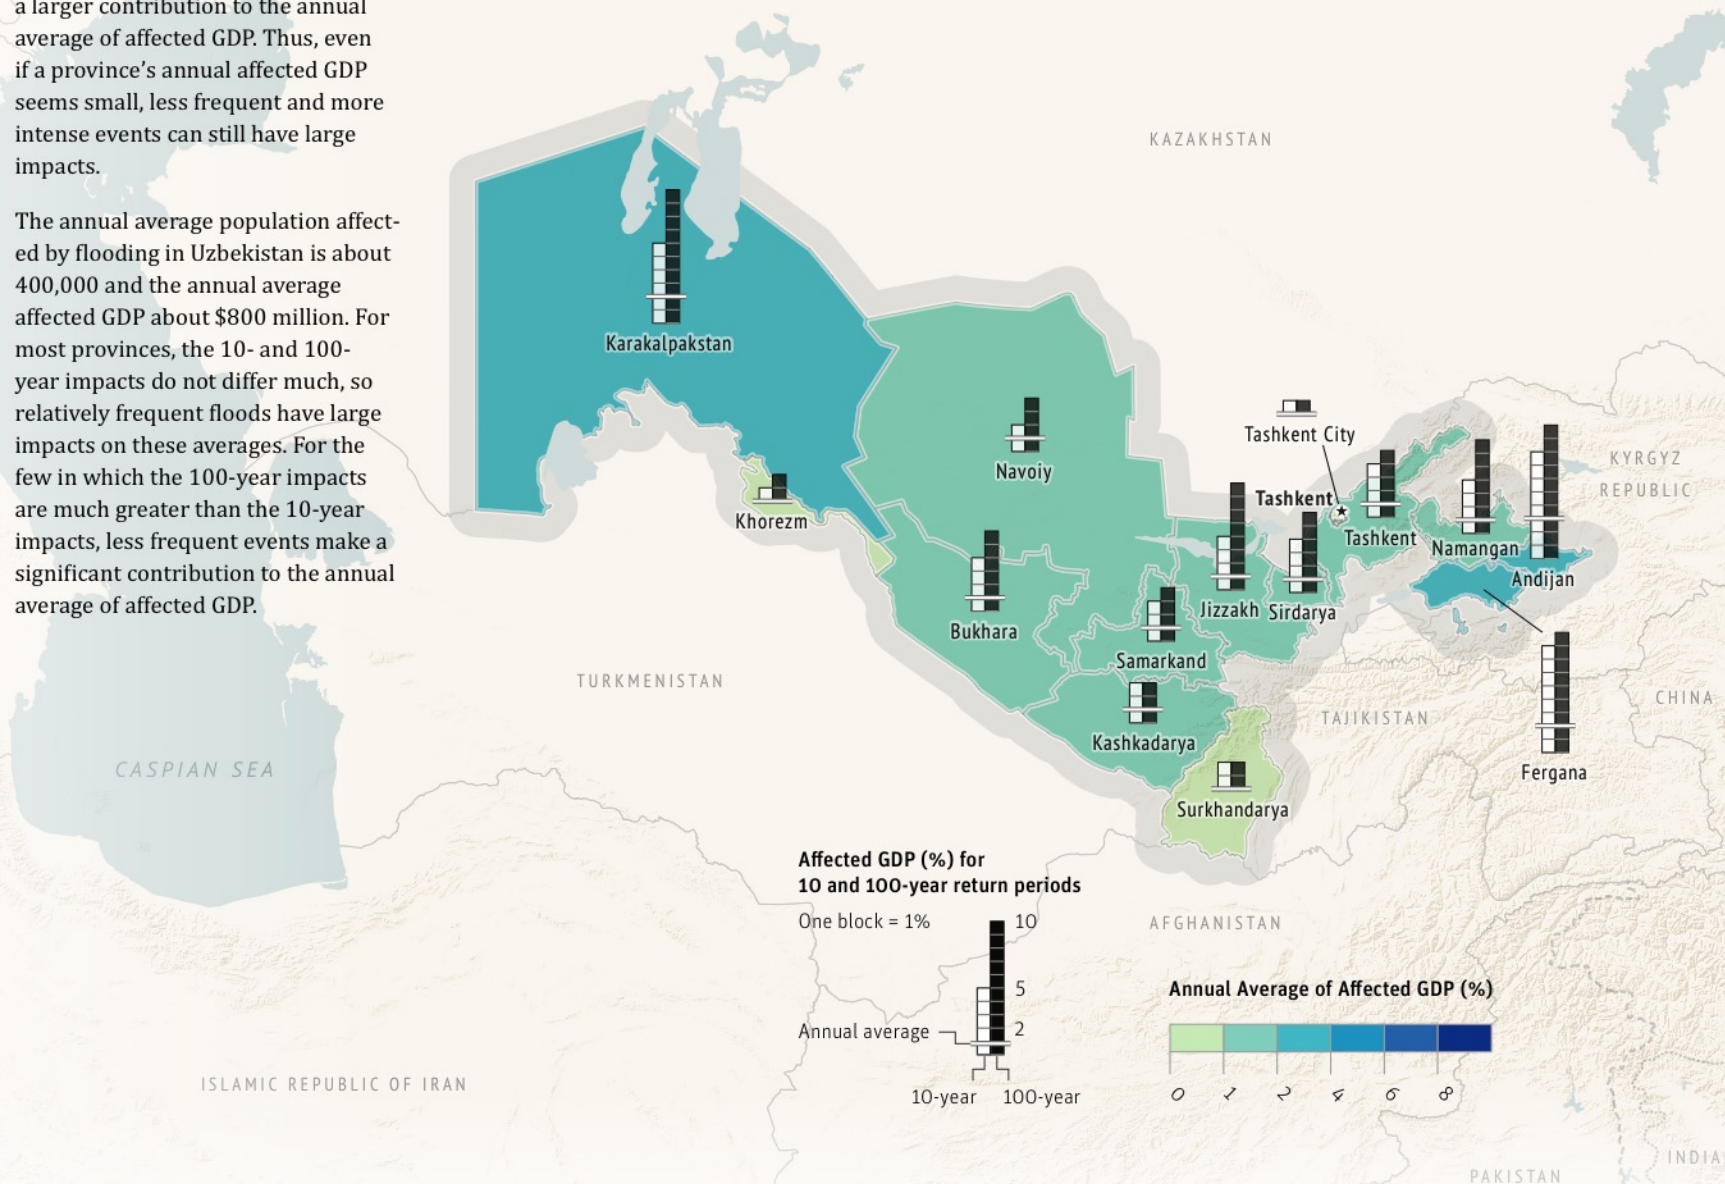 a larger contribution to the annual
average of affected GDP. Thus, even
if a province's annual affected GDP
seems small, less frequent and more
intense events can still have large
impacts.
The annual average population affect-
ed by flooding in Uzbekistan is about
400,000 and the annual average
affected GDP about $800 million. For
most provinces, the 10- and 100-
year impacts do not differ much, so
relatively frequent floods have large
impacts on these averages. For the
few in which the 100-year impacts
are much greater than the 10-year
impacts, less frequent events make a
significant contribution to the annual
average of affected GDP.
KAZAKHSTAN
Karakalpakstan
Khorezm
Navoiy
Bukhara
Tashkent City
Tashkent
Tashkent
Namangan
Andijan
Jizzakh
Sirdarya
Samarkand
Kashkadarya
Surkhandarya
Fergana
KYRGYZ
REPUBLIC
CHINA
TAJIKISTAN
TURKMENISTAN
CASPIAN SEA
AFGHANISTAN
ISLAMIC REPUBLIC OF IRAN
PAKISTAN
INDIA
Affected GDP (%) for
10 and 100-year return periods
One block = 1%
10
5
2
Annual average
10-year
100-year
Annual Average of Affected GDP (%)
0
1
2
4
6
8